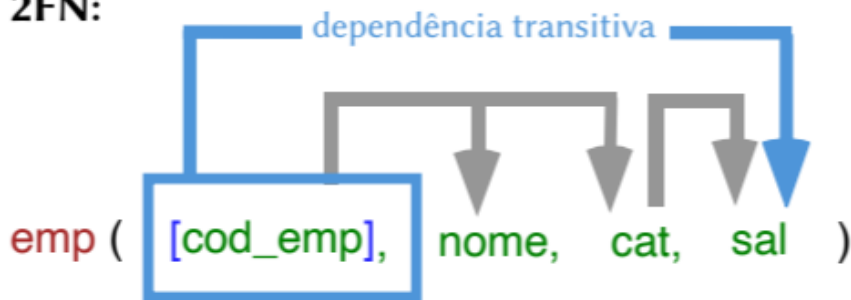 2FN:
dependência transitiva
emp ( [cod_emp], nome, cat, sal )